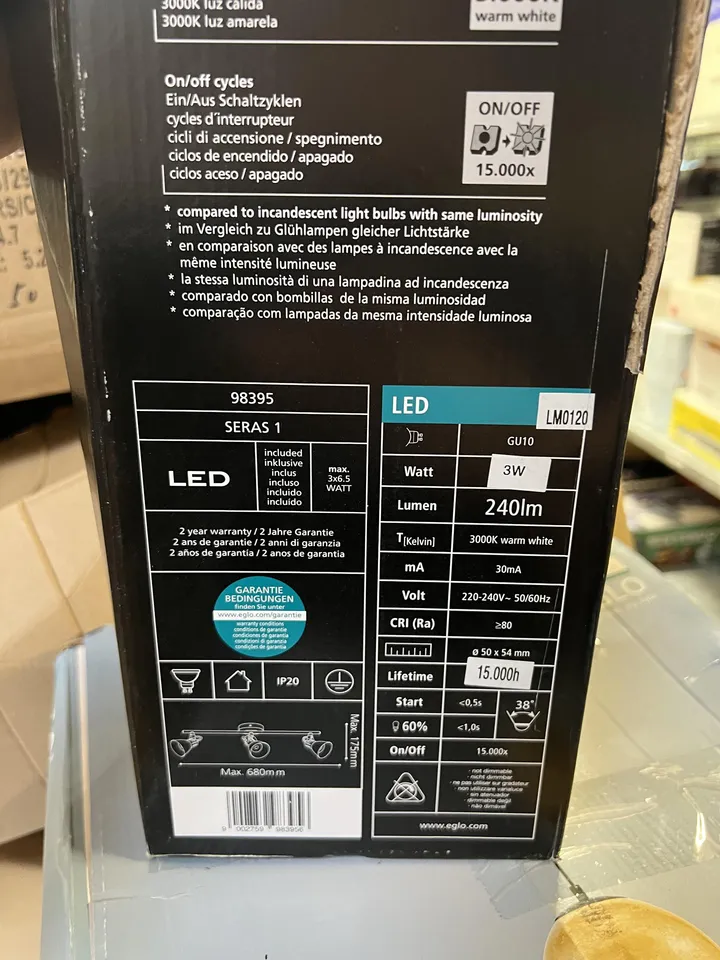 3000K luz cálida
3000K luz amarela
warm white
On/off cycles
Ein/Aus Schaltzyklen
cycles d´interrupteur
cicli di accensione / spegnimento
ciclos de encendido / apagado
ciclos aceso / apagado
ON/OFF
15.000x
* compared to incandescent light bulbs with same luminosity
* im Vergleich zu Glühlampen gleicher Lichtstärke
* en comparaison avec des lampes à incandescence avec la
même intensité lumineuse
* la stessa luminosità di una lampadina ad incandescenza
* comparado con bombillas de la misma luminosidad
* comparação com lampadas da mesma intensidade luminosa
98395
SERAS 1
LED
included
inklusive
inclus
incluso
incluido
incluído
max.
3x6.5
WATT
2 year warranty / 2 Jahre Garantie
2 ans de garantie / 2 anni di garanzia
2 años de garantía / 2 anos de garantia
GARANTIE
BEDINGUNGEN
finden Sie unter
www.eglo.com/garantie
warranty conditions
conditions de garantie
condiciones de garantía
condizioni di garanzia
condições de garantia
GU10
IP20
Max. 175mm
Max. 680mm
9 002759 983956
LED
LM0120
GU10
Watt
3W
Lumen
240lm
T[Kelvin]
3000K warm white
mA
30mA
Volt
220-240V~ 50/60Hz
CRI (Ra)
≥80
ø 50 x 54 mm
Lifetime
15.000h
Start
<0,5s
38°
60%
<1,0s
On/Off
15.000x
- not dimmable
- nicht dimmbar
- ne pas utiliser sur gradateur
- non utilizzare varialuce
- sin atenuador
- não dimável
www.eglo.com